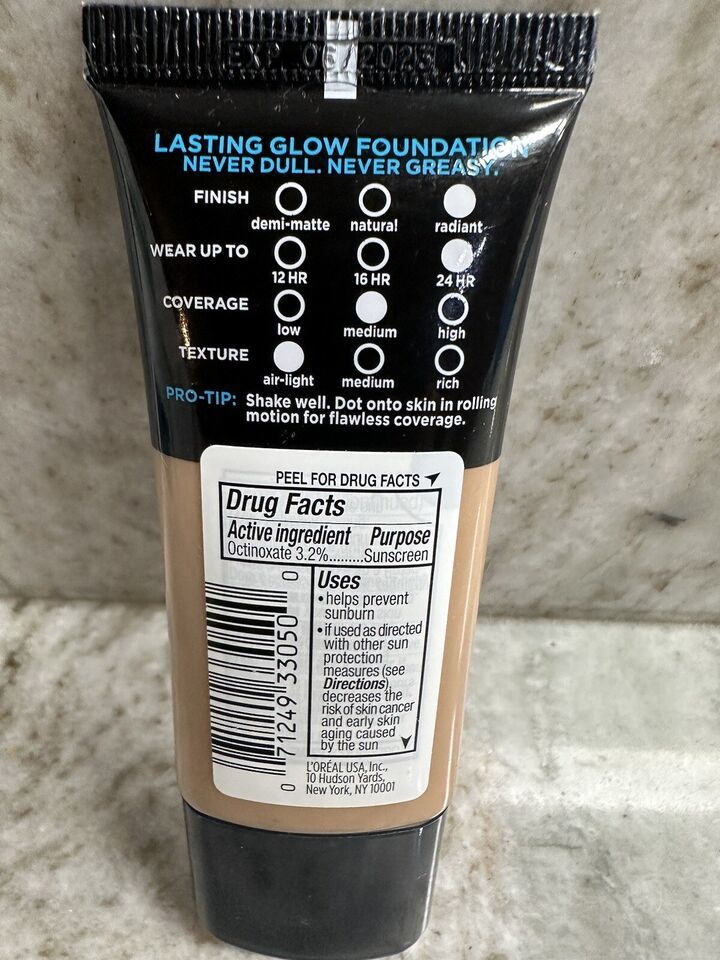 EXP 06/2025
LASTING GLOW FOUNDATION
NEVER DULL. NEVER GREASY.
FINISH
demi-matte natural radiant
WEAR UP TO
12 HR 16 HR 24 HR
COVERAGE
low medium high
TEXTURE
air-light medium rich
PRO-TIP: Shake well. Dot onto skin in rolling
motion for flawless coverage.
PEEL FOR DRUG FACTS
Drug Facts
Active ingredient Purpose
Octinoxate 3.2%.........Sunscreen
Uses
• helps prevent
sunburn
• if used as directed
with other sun
protection
measures (see
Directions),
decreases the
risk of skin cancer
and early skin
aging caused
by the sun
0 71249 33050 0
L'ORÉAL USA, Inc.,
10 Hudson Yards,
New York, NY 10001